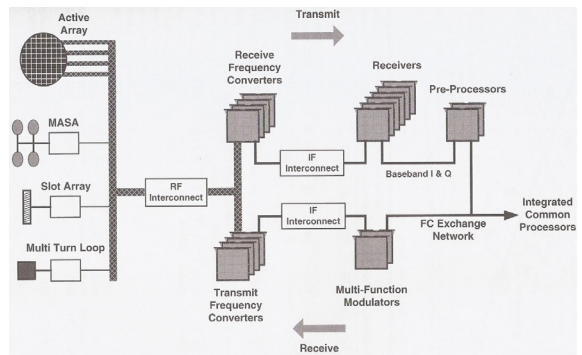 Transmit
Active
Array
Receive
Frequency
Converters
Receivers
Pre-Processors
MASA
IF
Interconnect
Baseband I & Q
Slot Array
RF
Interconnect
IF
Interconnect
FC Exchange
Network
Integrated
Common
Processors
Multi Turn Loop
Transmit
Frequency
Converters
Multi-Function
Modulators
Receive